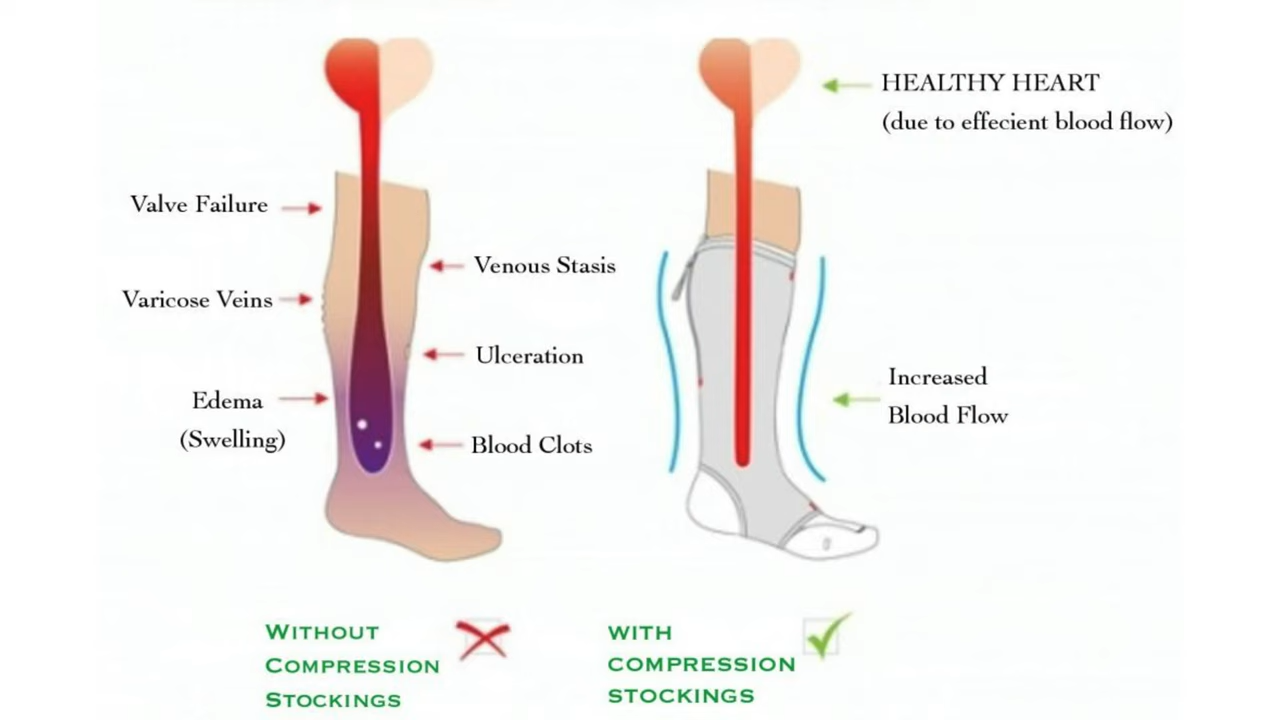 HEALTHY HEART
(due to effecient blood flow)
Valve Failure
Venous Stasis
Varicose Veins
Ulceration
Edema
(Swelling)
Blood Clots
Increased
Blood Flow
WITHOUT
COMPRESSION
STOCKINGS
WITH
COMPRESSION
STOCKINGS